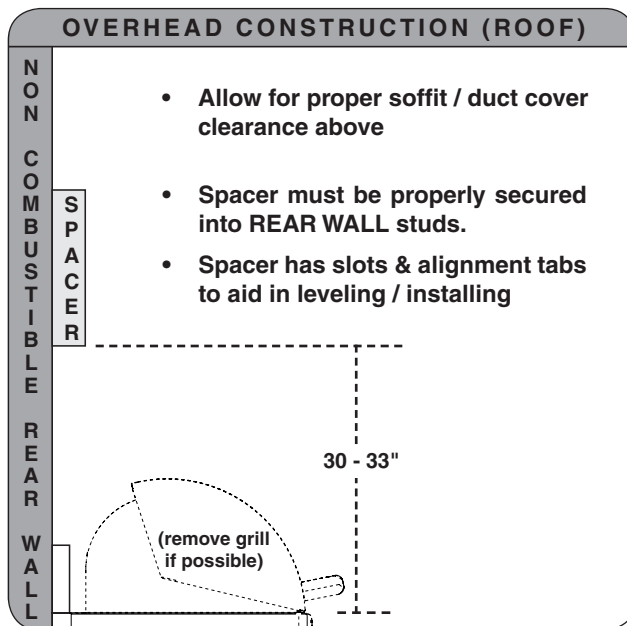 OVERHEAD CONSTRUCTION (ROOF)
NON COMBUSTIBLE REAR WALL
• Allow for proper soffit / duct cover
clearance above
SPACER
• Spacer must be properly secured
into REAR WALL studs.
• Spacer has slots & alignment tabs
to aid in leveling / installing
30 - 33"
(remove grill
if possible)